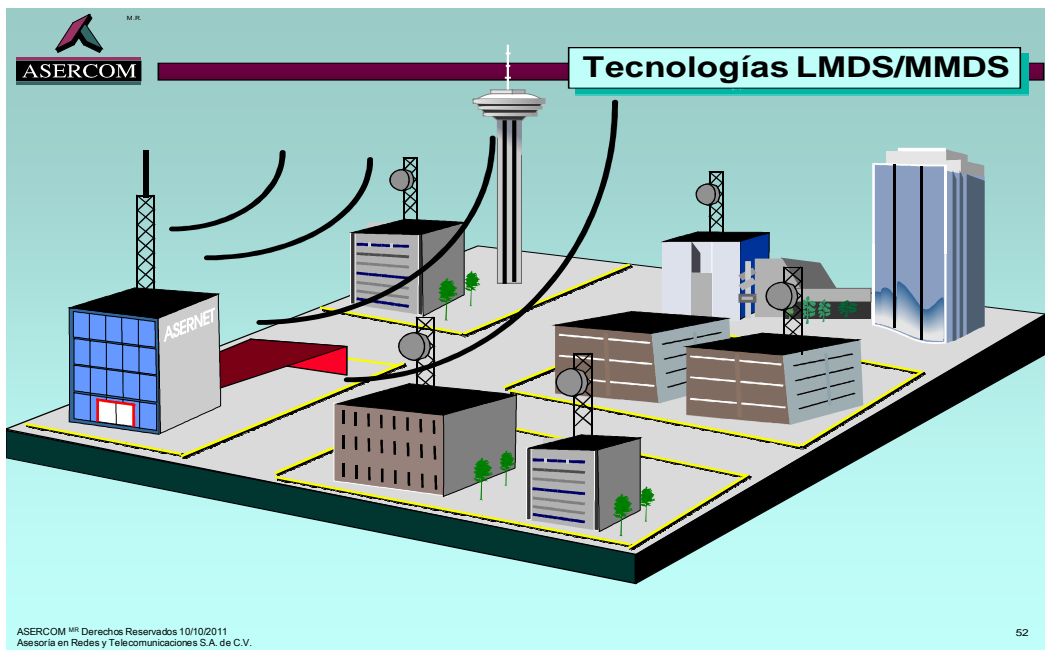 M.R.
ASERCOM
Tecnologías LMDS/MMDS
ASERNET
ASERCOM MR Derechos Reservados 10/10/2011
Asesoría en Redes y Telecomunicaciones S.A. de C.V.
52